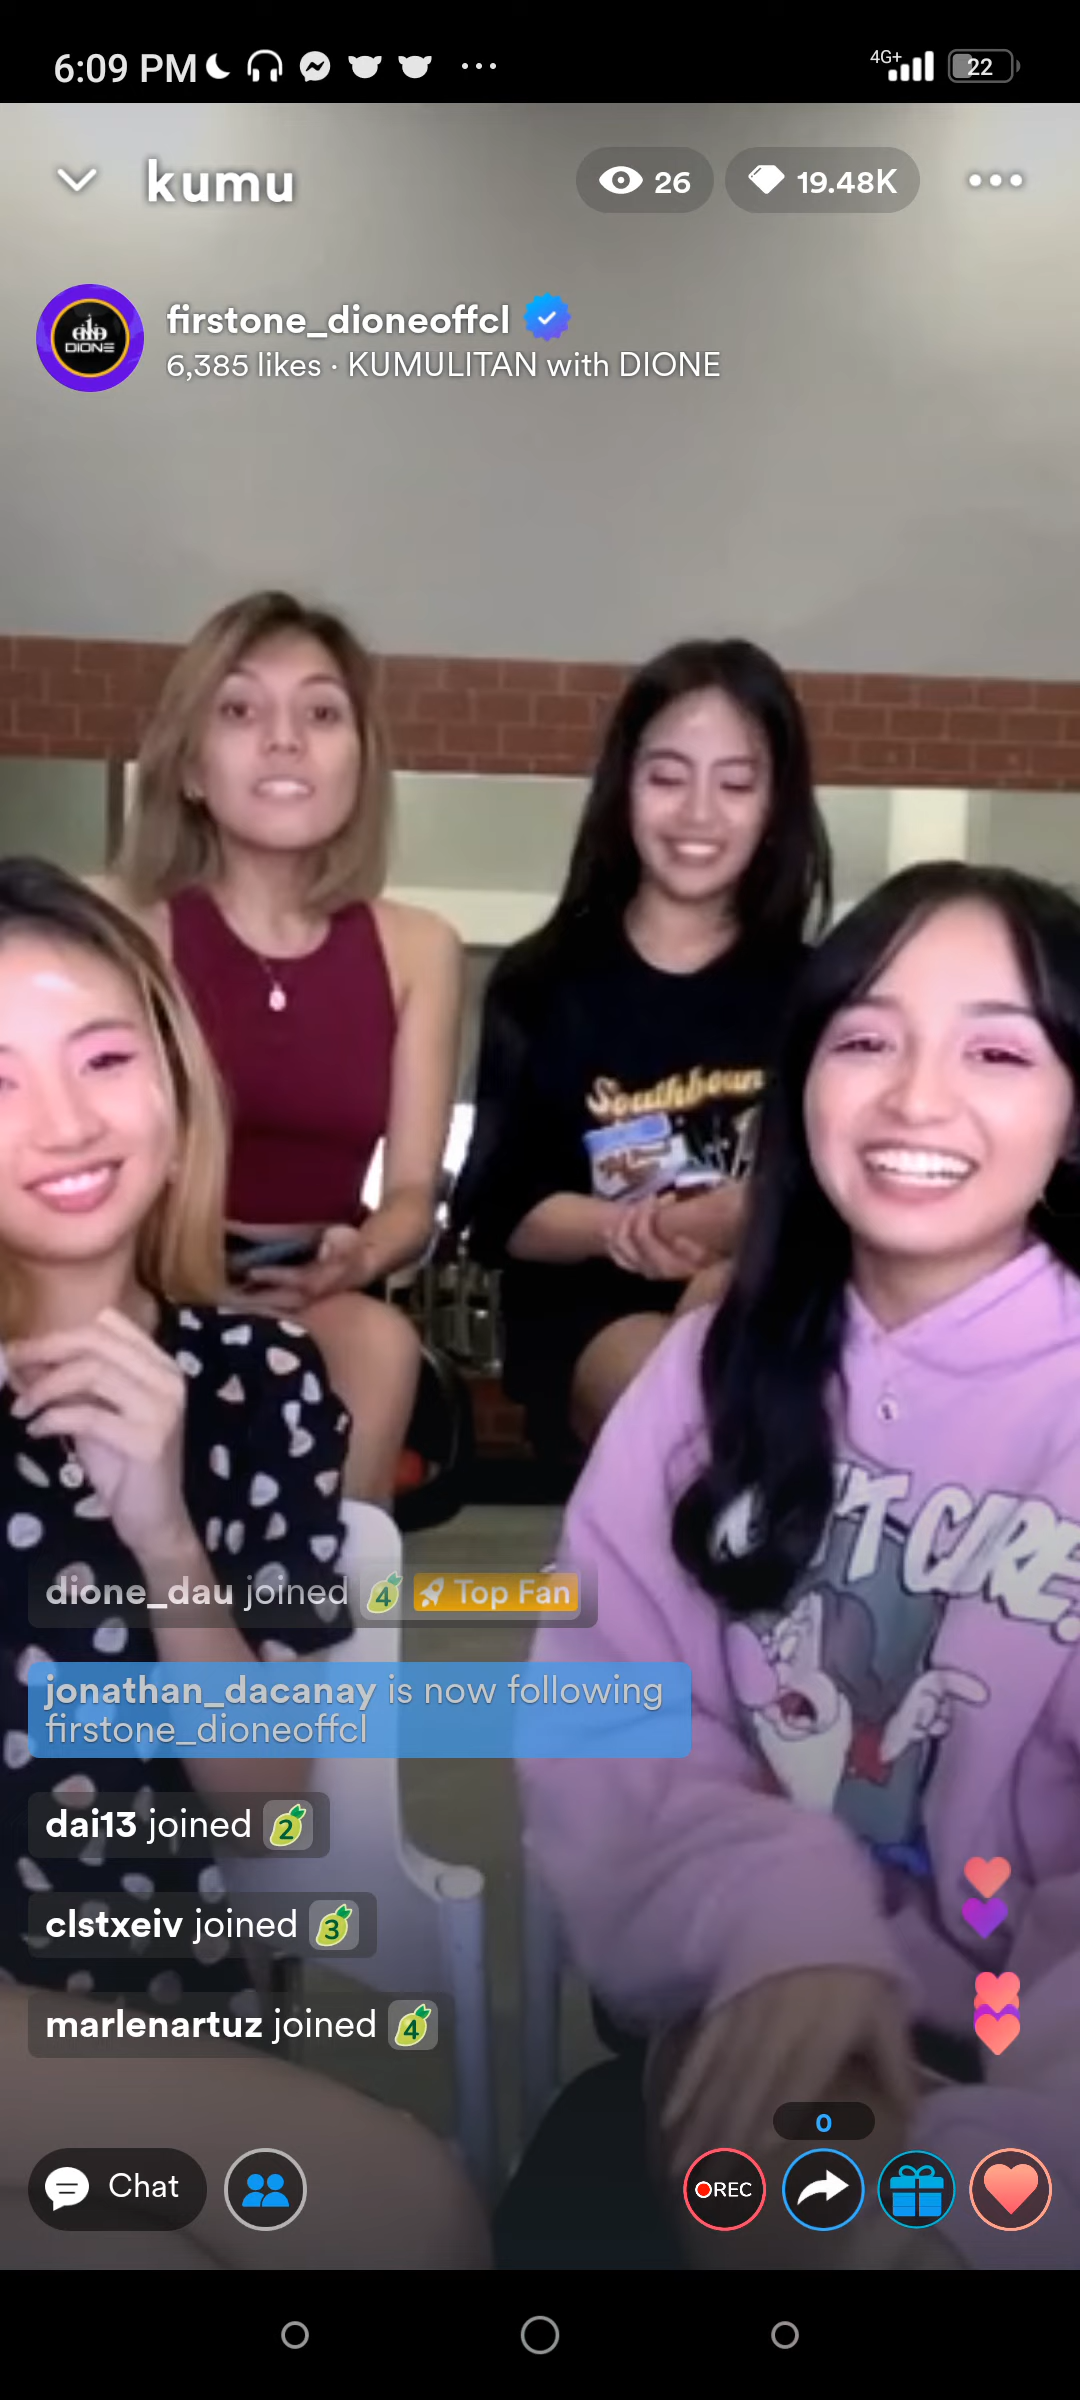 6:09 PM
4G+
22
kumu
26
19.48K
firstone_dioneoffcl
DIONE
6,385 likes · KUMULITAN with DIONE
Southboun
'T CARE
dione_dau joined 4 Top Fan
jonathan_dacanay is now following
firstone_dioneoffcl
dai13 joined 2
clstxeiv joined 3
marlenartuz joined 4
0
Chat
REC